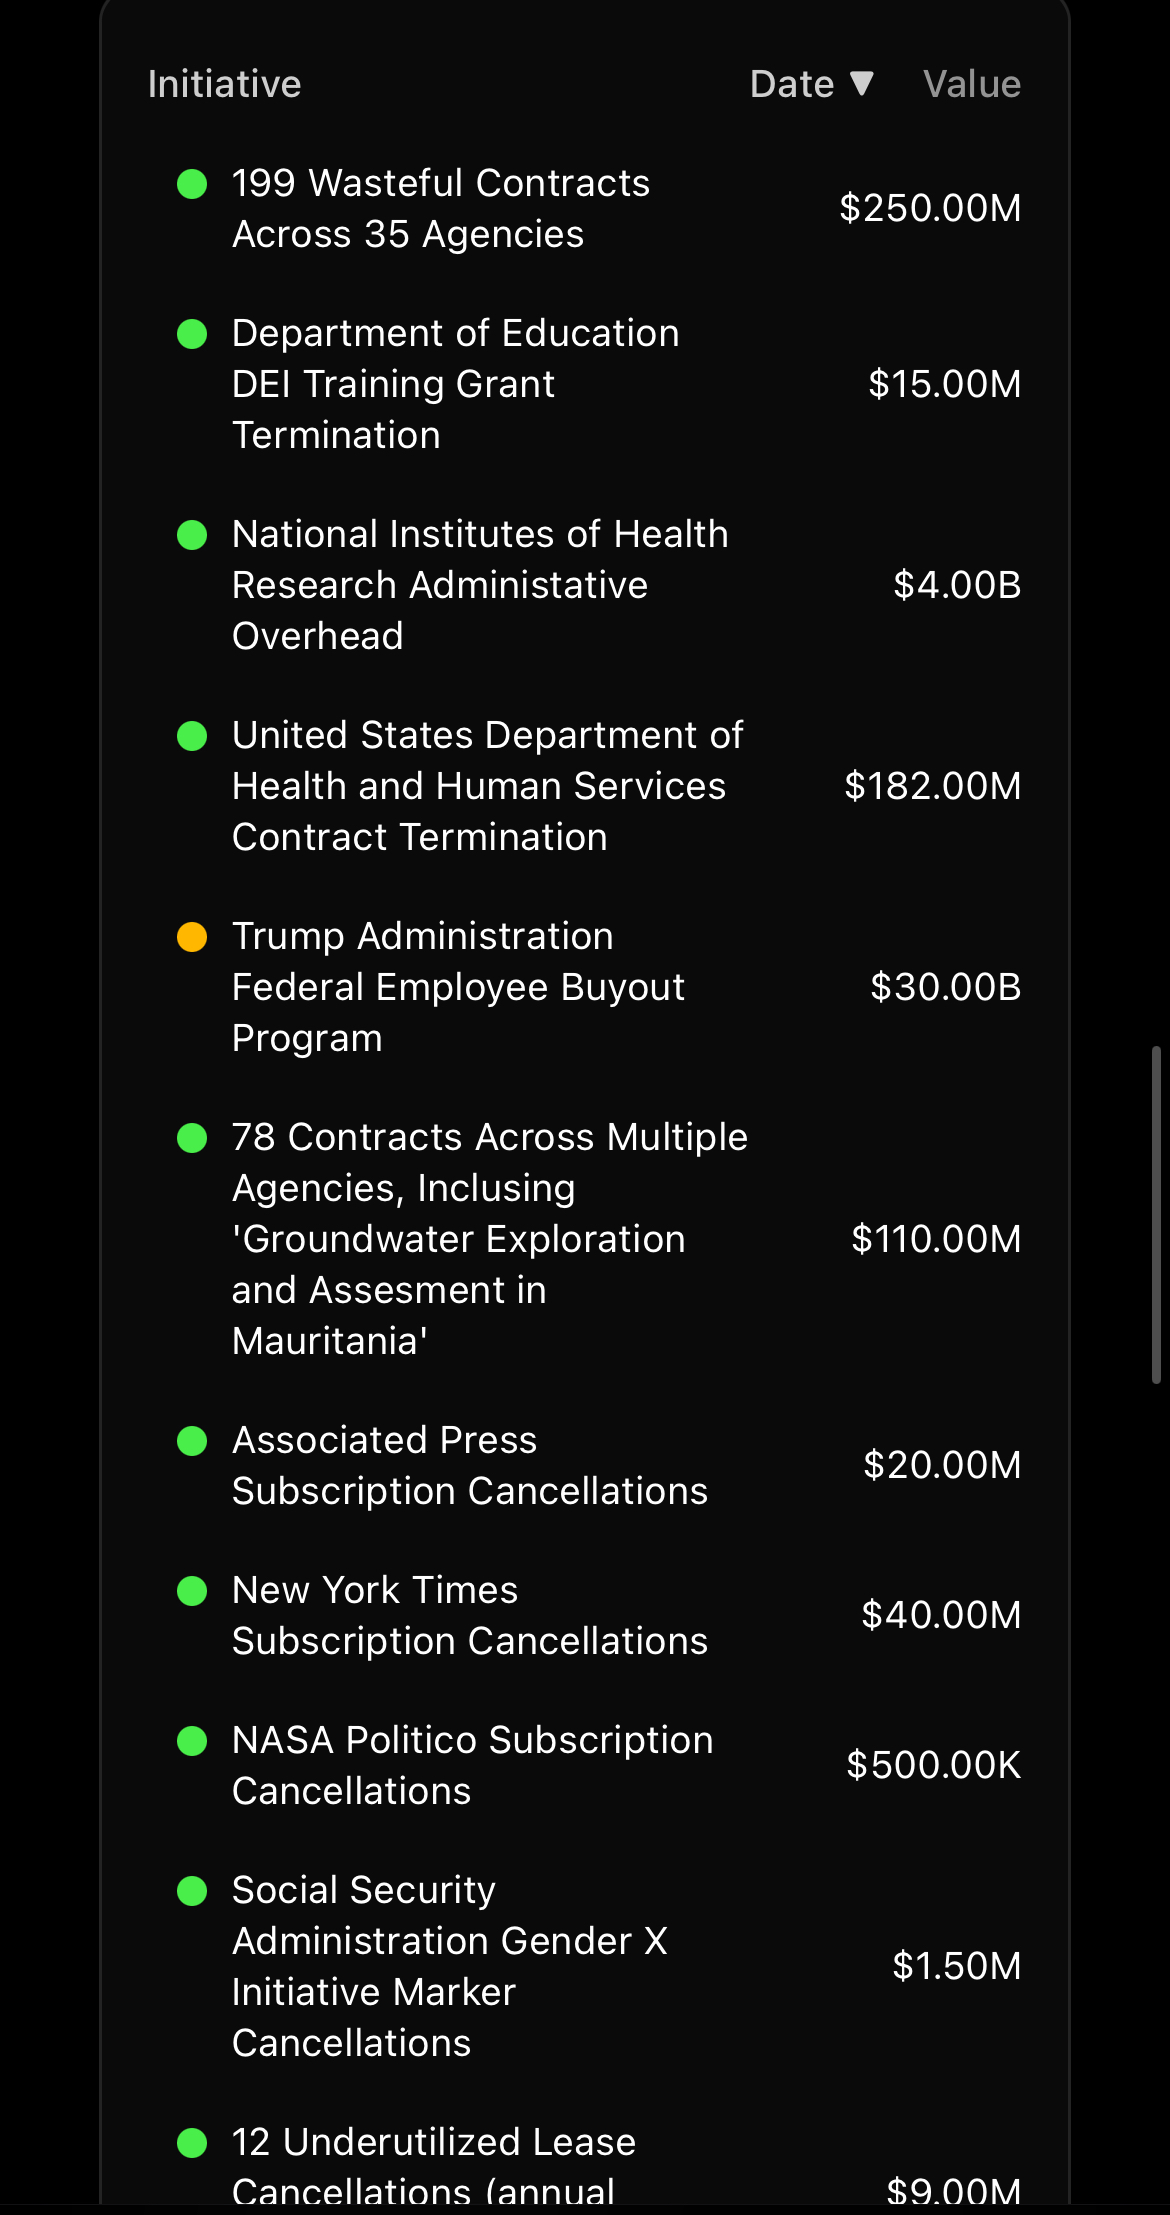 Initiative Date ▼ Value
199 Wasteful Contracts
Across 35 Agencies
$250.00M
Department of Education
DEI Training Grant
Termination
$15.00M
National Institutes of Health
Research Administative
Overhead
$4.00B
United States Department of
Health and Human Services
Contract Termination
$182.00M
Trump Administration
Federal Employee Buyout
Program
$30.00B
78 Contracts Across Multiple
Agencies, Inclusing
'Groundwater Exploration
and Assesment in
Mauritania'
$110.00M
Associated Press
Subscription Cancellations
$20.00M
New York Times
Subscription Cancellations
$40.00M
NASA Politico Subscription
Cancellations
$500.00K
Social Security
Administration Gender X
Initiative Marker
Cancellations
$1.50M
12 Underutilized Lease
Cancellations (annual
$9.00M